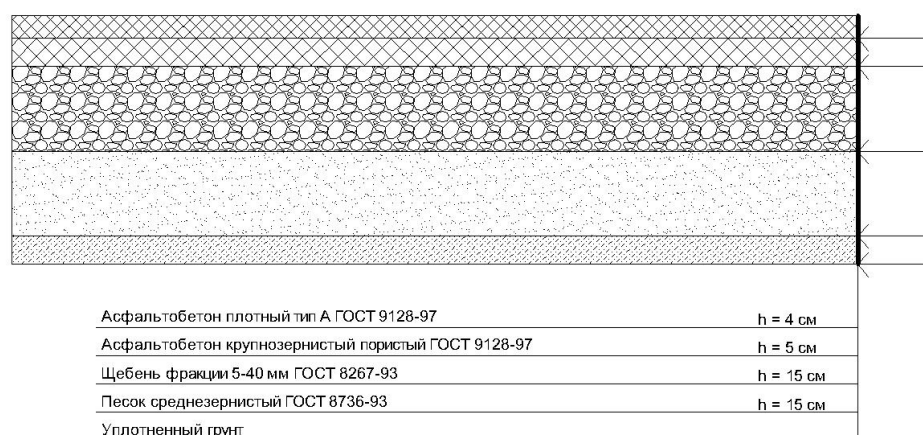 Асфальтобетон плотный тип А ГОСТ 9128-97 h = 4 см
Асфальтобетон крупнозернистый пористый ГОСТ 9128-97 h = 5 см
Щебень фракции 5-40 мм ГОСТ 8267-93 h = 15 см
Песок среднезернистый ГОСТ 8736-93 h = 15 см
Уплотненный грунт